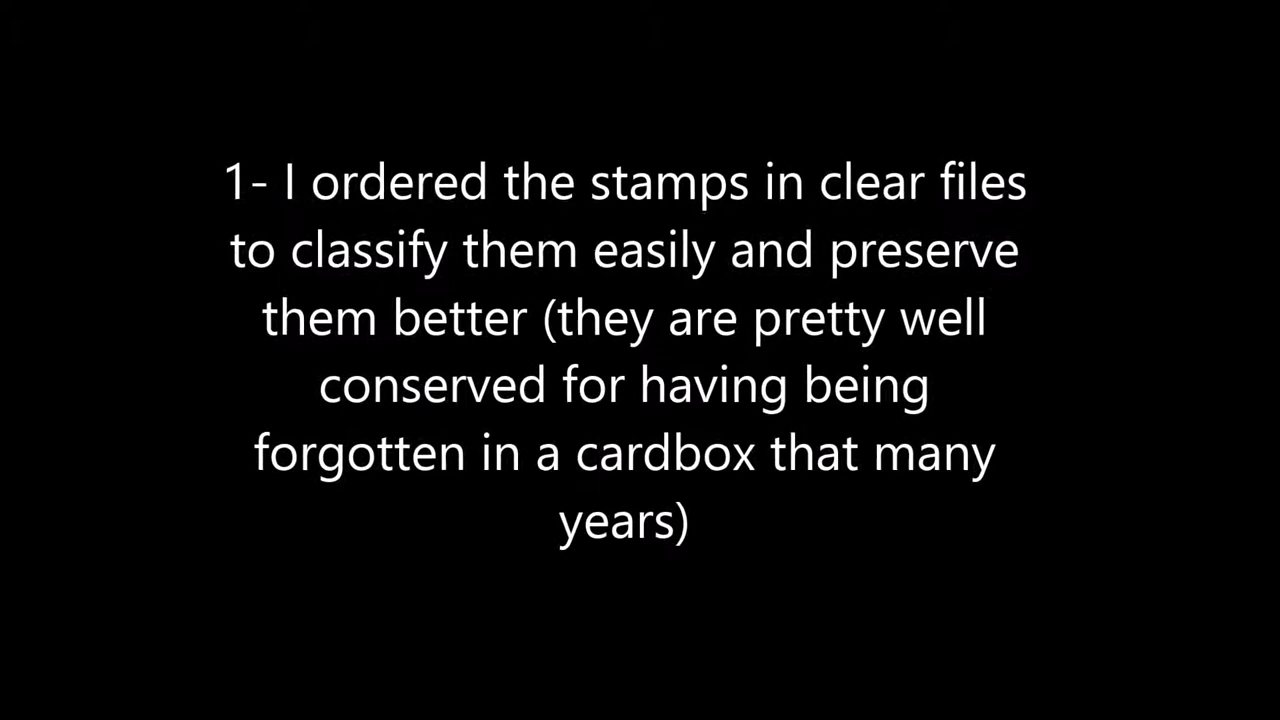 1- I ordered the stamps in clear files
to classify them easily and preserve
them better (they are pretty well
conserved for having being
forgotten in a cardbox that many
years)